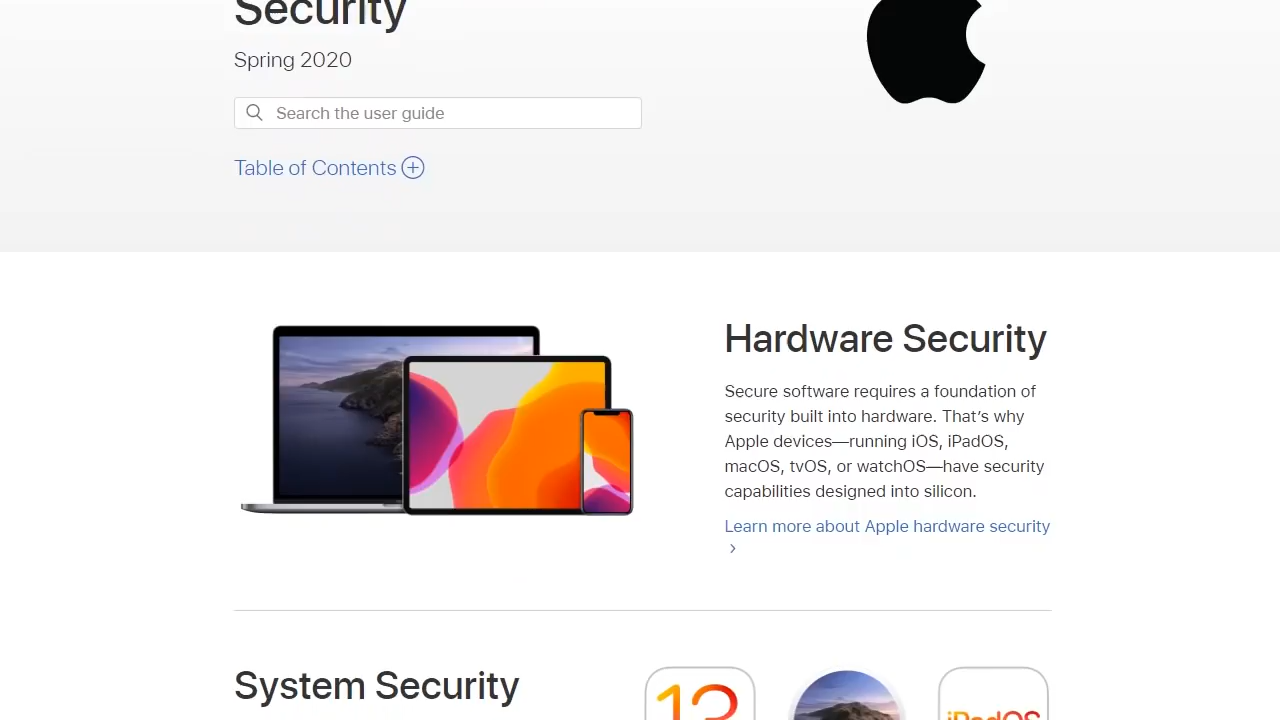 Security
Spring 2020
Search the user guide
Table of Contents
Hardware Security
Secure software requires a foundation of
security built into hardware. That's why
Apple devices—running iOS, iPadOS,
macOS, tvOS, or watchOS—have security
capabilities designed into silicon.
Learn more about Apple hardware security
›
System Security
13
iPadOS